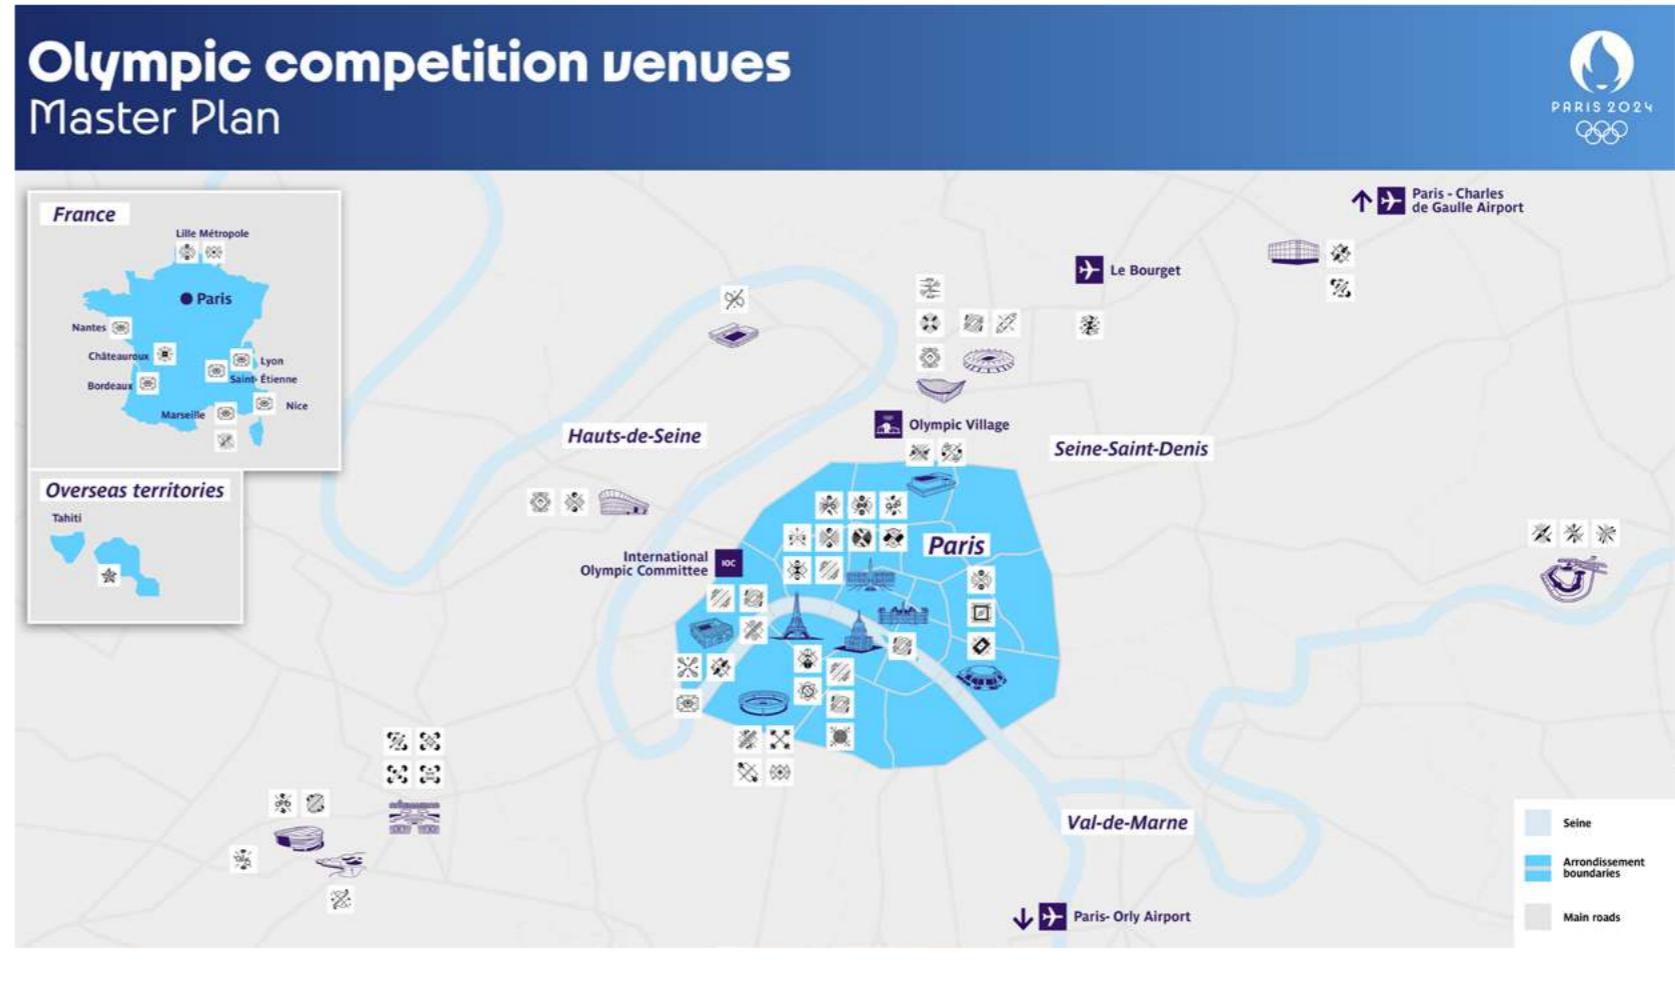 Olympic competition venues
Master Plan
PARIS 2024
France
Lille Métropole
Paris
Nantes
Châteauroux
Lyon
Saint- Étienne
Bordeaux
Nice
Marseille
Overseas territories
Tahiti
Paris - Charles
de Gaulle Airport
Le Bourget
Olympic Village
Hauts-de-Seine
Seine-Saint-Denis
International
Olympic Committee
IOC
Paris
Val-de-Marne
Paris- Orly Airport
Seine
Arrondissement
boundaries
Main roads